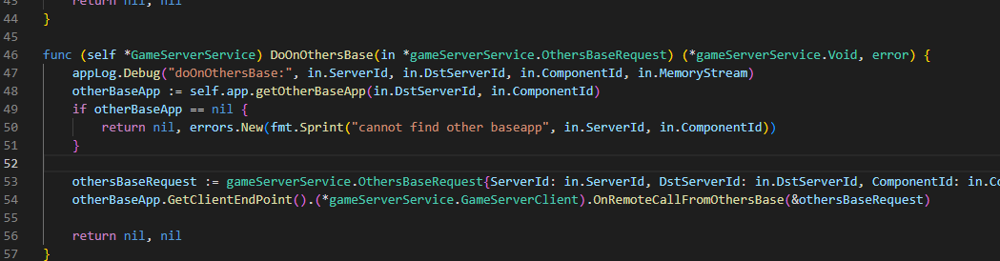 43 return nil, nil
44 }
45
46 func (self *GameServerService) DoOnOthersBase(in *gameServerService.OthersBaseRequest) (*gameServerService.Void, error) {
47 appLog.Debug("doOnOthersBase:", in.ServerId, in.DstServerId, in.ComponentId, in.MemoryStream)
48 otherBaseApp := self.app.getOtherBaseApp(in.DstServerId, in.ComponentId)
49 if otherBaseApp == nil {
50 return nil, errors.New(fmt.Sprint("cannot find other baseapp", in.ServerId, in.ComponentId))
51 }
52
53 othersBaseRequest := gameServerService.OthersBaseRequest{ServerId: in.ServerId, DstServerId: in.DstServerId, ComponentId: in.Co
54 otherBaseApp.GetClientEndPoint().(*gameServerService.GameServerClient).OnRemoteCallFromOthersBase(&othersBaseRequest)
55
56 return nil, nil
57 }